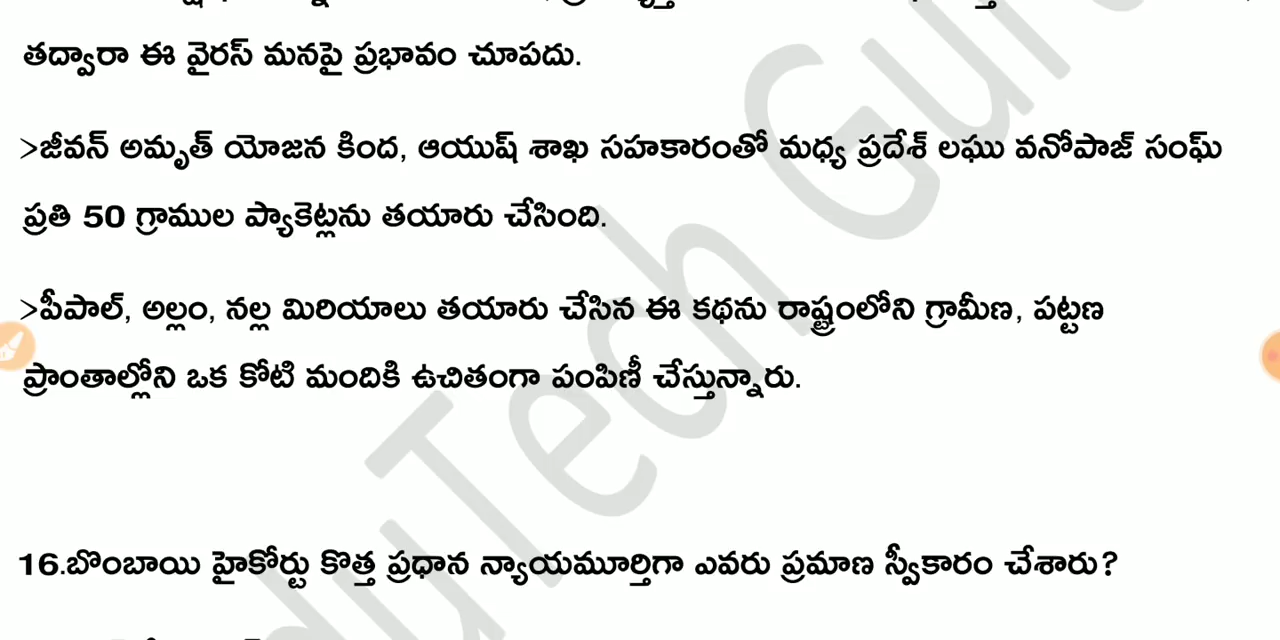 తద్వారా ఈ వైరస్ మనపై ప్రభావం చూపదు.
>జీవన్ అమృత్ యోజన కింద, ఆయుష్ శాఖ సహకారంతో మధ్య ప్రదేశ్ లఘు వనోపాజ్ సంఘ్
ప్రతి 50 గ్రాముల ప్యాకెట్లను తయారు చేసింది.
>పీపాల్, అల్లం, నల్ల మిరియాలు తయారు చేసిన ఈ కథను రాష్ట్రంలోని గ్రామీణ, పట్టణ
ప్రాంతాల్లోని ఒక కోటి మందికి ఉచితంగా పంపిణీ చేస్తున్నారు.
16.బొంబాయి హైకోర్టు కొత్త ప్రధాన న్యాయమూర్తిగా ఎవరు ప్రమాణ స్వీకారం చేశారు?